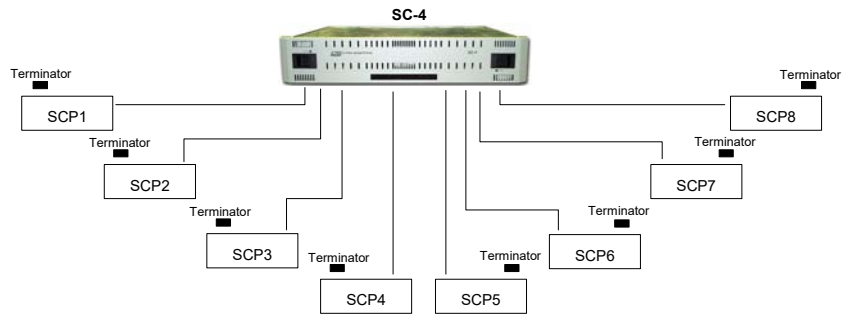 SC-4
Terminator
SCP1
Terminator
SCP8
Terminator
SCP2
Terminator
SCP7
Terminator
SCP3
Terminator
SCP6
Terminator
SCP4
Terminator
SCP5